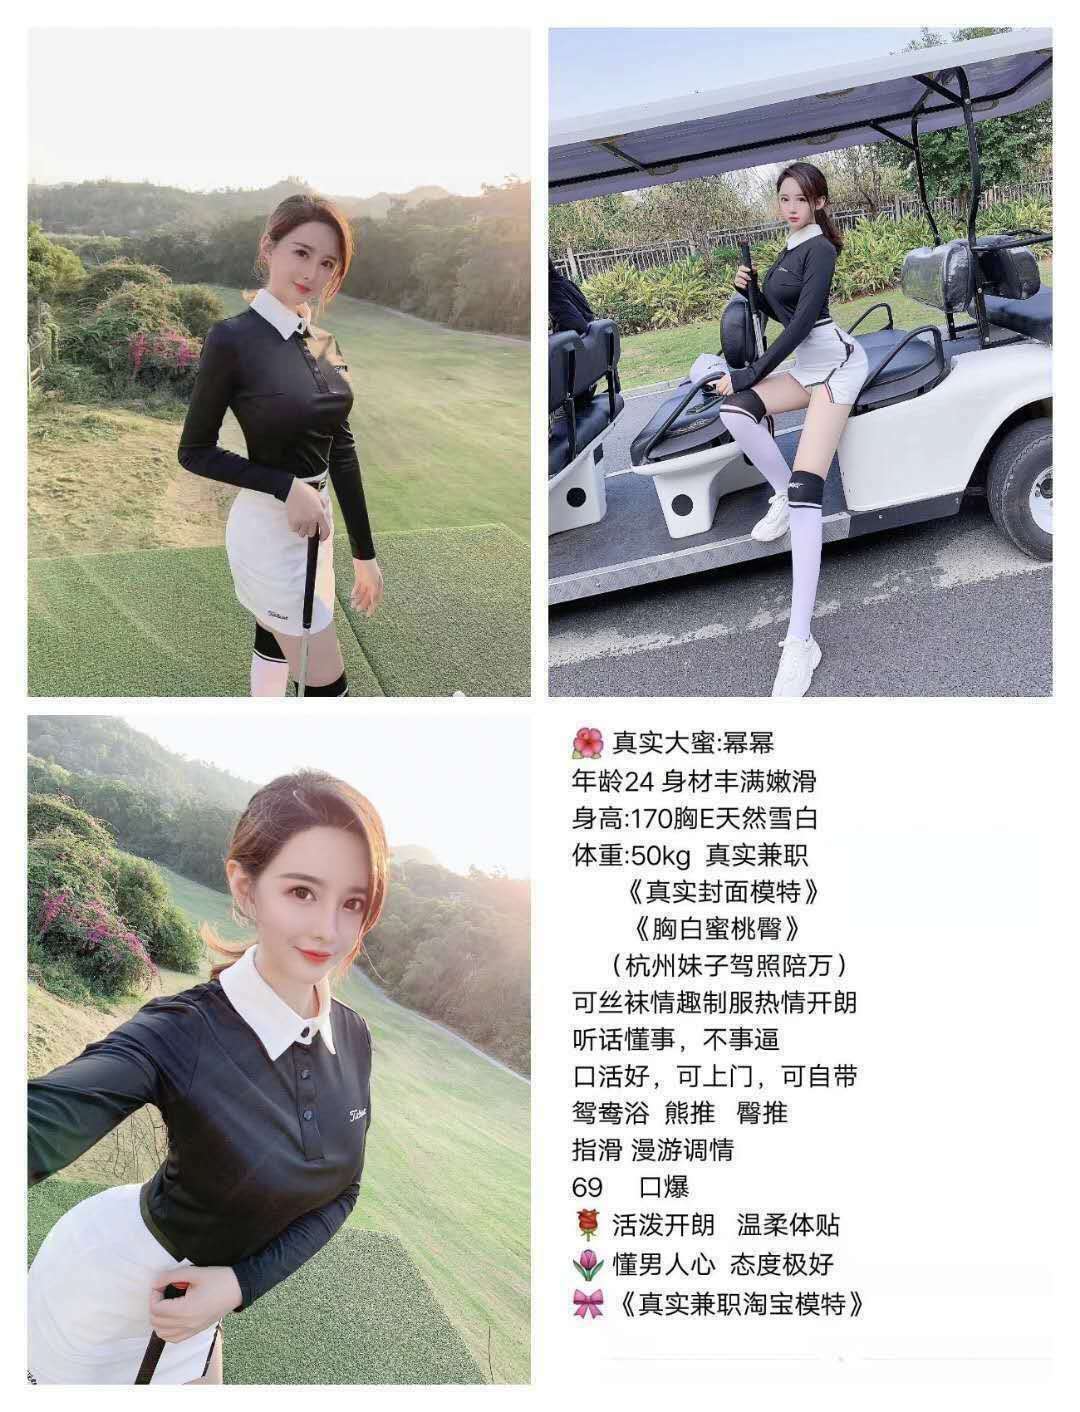 🌺 真实大蜜:幂幂
年龄24 身材丰满嫩滑
身高:170胸E天然雪白
体重:50kg 真实兼职
《真实封面模特》
《胸白蜜桃臀》
（杭州妹子驾照陪万）
可丝袜情趣制服热情开朗
听话懂事，不事逼
口活好，可上门，可自带
鸳鸯浴 熊推 臀推
指滑 漫游调情
69 口爆
🌹 活泼开朗 温柔体贴
🌷 懂男人心 态度极好
🎀 《真实兼职淘宝模特》